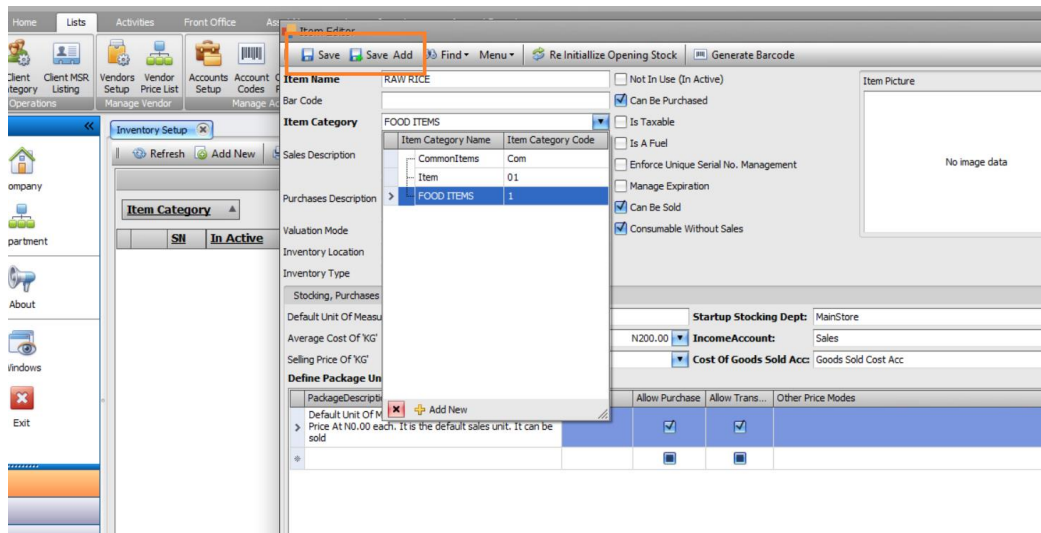 Home Lists Activities Front Office
Item Editor
Save Save Add Find Menu Re Initiallize Opening Stock Generate Barcode
Client MSR Vendors Vendor Accounts Account
Listing Setup Price List Setup Codes
Operations Manage Vendor Manage
Item Name RAW RICE Not In Use (In Active) Item Picture
Bar Code Can Be Purchased
Inventory Setup
Item Category FOOD ITEMS Is Taxable
Item Category Name Item Category Code Is A Fuel
Refresh Add New
Sales Description CommonItems Com Enforce Unique Serial No. Management No image data
Item 01 Manage Expiration
Purchases Description FOOD ITEMS 1 Can Be Sold
Item Category
Valuation Mode Consumable Without Sales
SN In Active
Inventory Location
Inventory Type
Stocking, Purchases
About
Default Unit Of Measu Startup Stocking Dept: MainStore
Average Cost Of 'KG' N200.00 IncomeAccount: Sales
Selling Price Of 'KG' Cost Of Goods Sold Acc: Goods Sold Cost Acc
Define Package Un
PackageDescripti Allow Purchase Allow Trans... Other Price Modes
Add New
Default Unit Of M
Price At N0.00 each. It is the default sales unit. It can be
sold
Exit